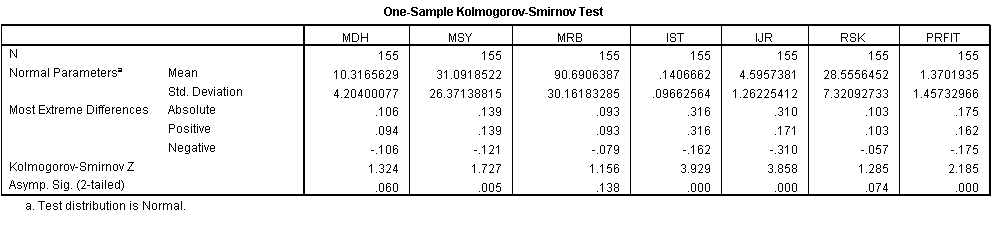 One-Sample Kolmogorov-Smirnov Test
MDH MSY MRB IST IJR RSK PRFIT
N 155 155 155 155 155 155 155
Normal Parametersᵃ Mean 10.3165629 31.0918522 90.6906387 .1406662 4.5957381 28.5556452 1.3701935
Std. Deviation 4.20400077 26.37138815 30.16183285 .09662564 1.26225412 7.32092733 1.45732966
Most Extreme Differences Absolute .106 .139 .093 .316 .310 .103 .175
Positive .094 .139 .093 .316 .171 .103 .162
Negative -.106 -.121 -.079 -.162 -.310 -.057 -.175
Kolmogorov-Smirnov Z 1.324 1.727 1.156 3.929 3.858 1.285 2.185
Asymp. Sig. (2-tailed) .060 .005 .138 .000 .000 .074 .000
a. Test distribution is Normal.